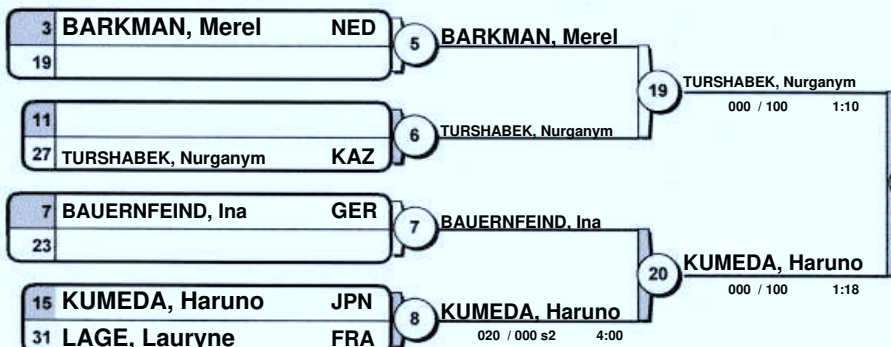 3 BARKMAN, Merel NED
19
5
BARKMAN, Merel
11
27 TURSHABEK, Nurganym KAZ
6
TURSHABEK, Nurganym
19
TURSHABEK, Nurganym
000 / 100 1:10
7 BAUERNFEIND, Ina GER
23
7
BAUERNFEIND, Ina
15 KUMEDA, Haruno JPN
31 LAGE, Lauryne FRA
8
KUMEDA, Haruno
020 / 000 s2 4:00
20
KUMEDA, Haruno
000 / 100 1:18